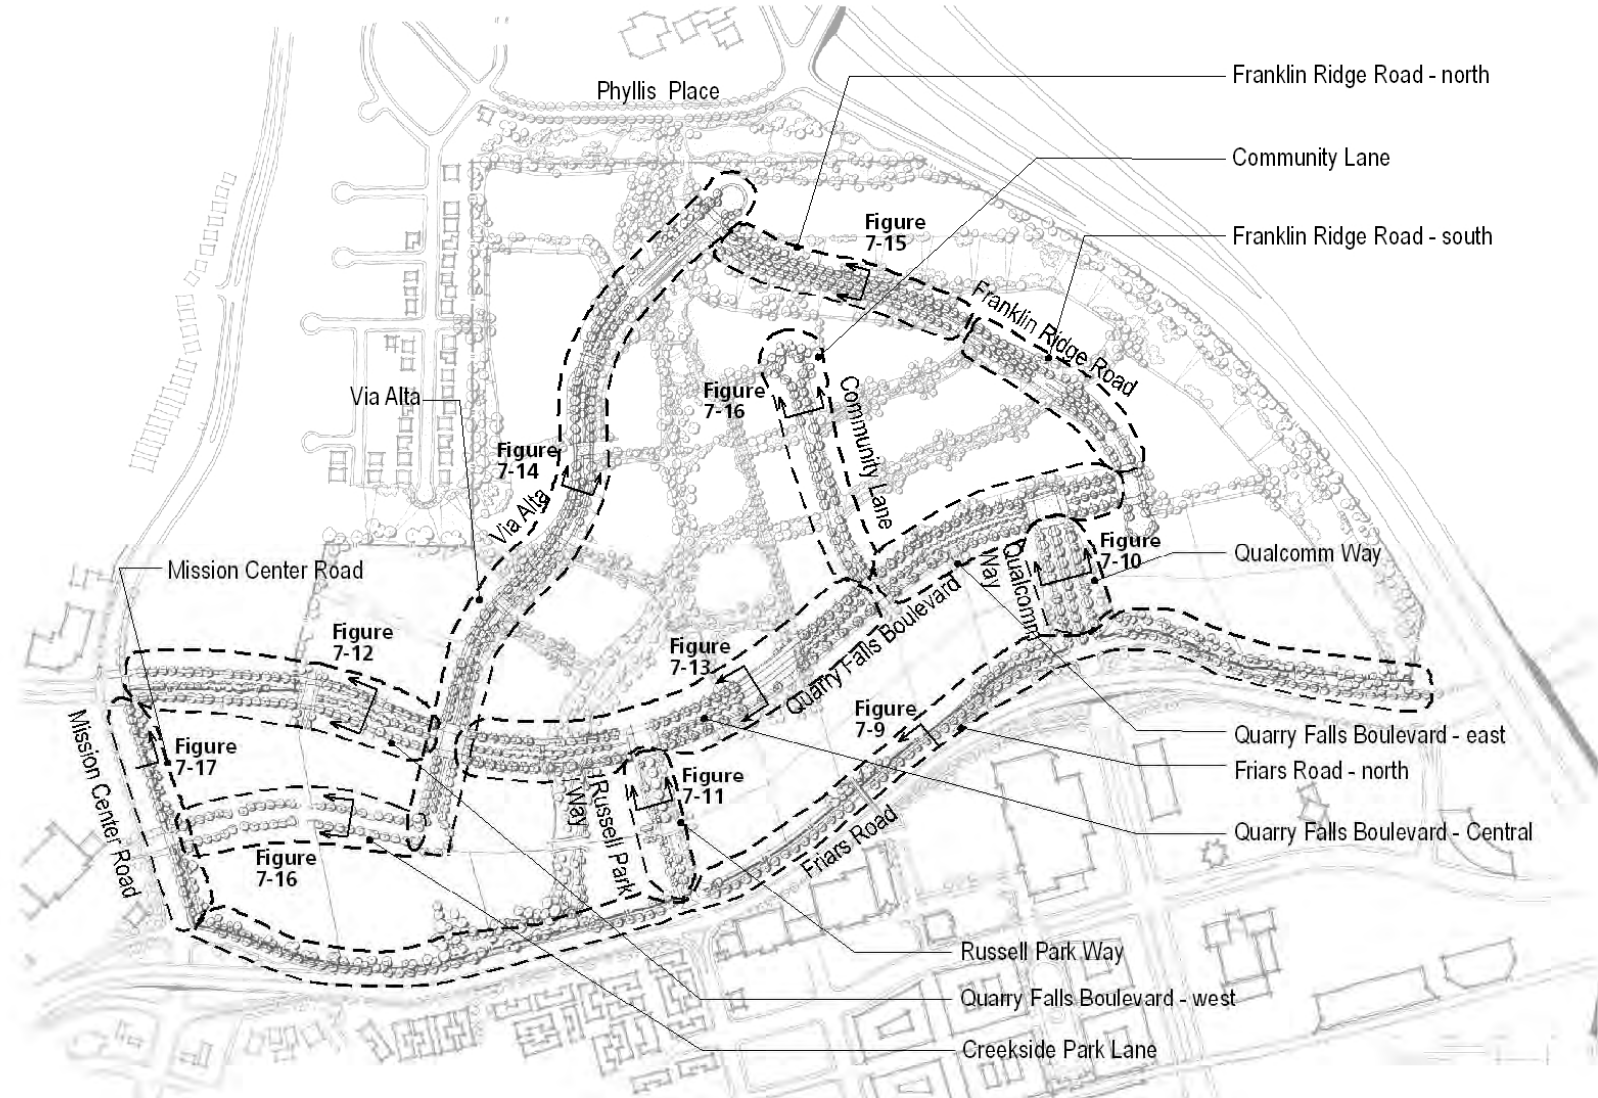 Franklin Ridge Road - north
Phyllis Place
Community Lane
Figure
7-15
Franklin Ridge Road - south
Franklin Ridge Road
Via Alta
Figure
7-16
Community Lane
Figure
7-14
Via Alta
Mission Center Road
Figure
7-10
Qualcomm Way
Qualcomm
Way
Figure
7-12
Figure
7-13
Quarry Falls Boulevard
Figure
7-9
Mission Center Road
Figure
7-17
Quarry Falls Boulevard - east
Friars Road - north
Figure
7-11
Russell Park
Way
Friars Road
Quarry Falls Boulevard - Central
Figure
7-16
Russell Park Way
Quarry Falls Boulevard - west
Creekside Park Lane